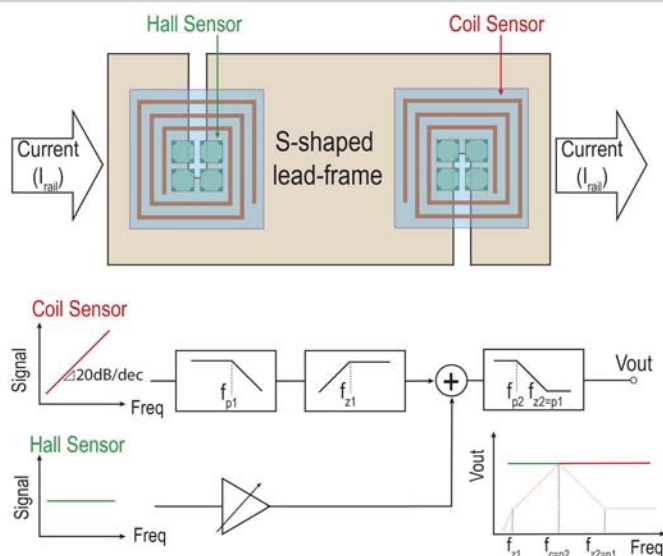 Hall Sensor
Coil Sensor
Current
(I_rail)
S-shaped
lead-frame
Current
(I_rail)
Coil Sensor
Signal
20dB/dec
Freq
f_p1
f_z1
+
f_p2 f_z2=p1
Vout
Hall Sensor
Signal
Freq
Vout
f_z1 f_c=p2 f_z2=p1 Freq